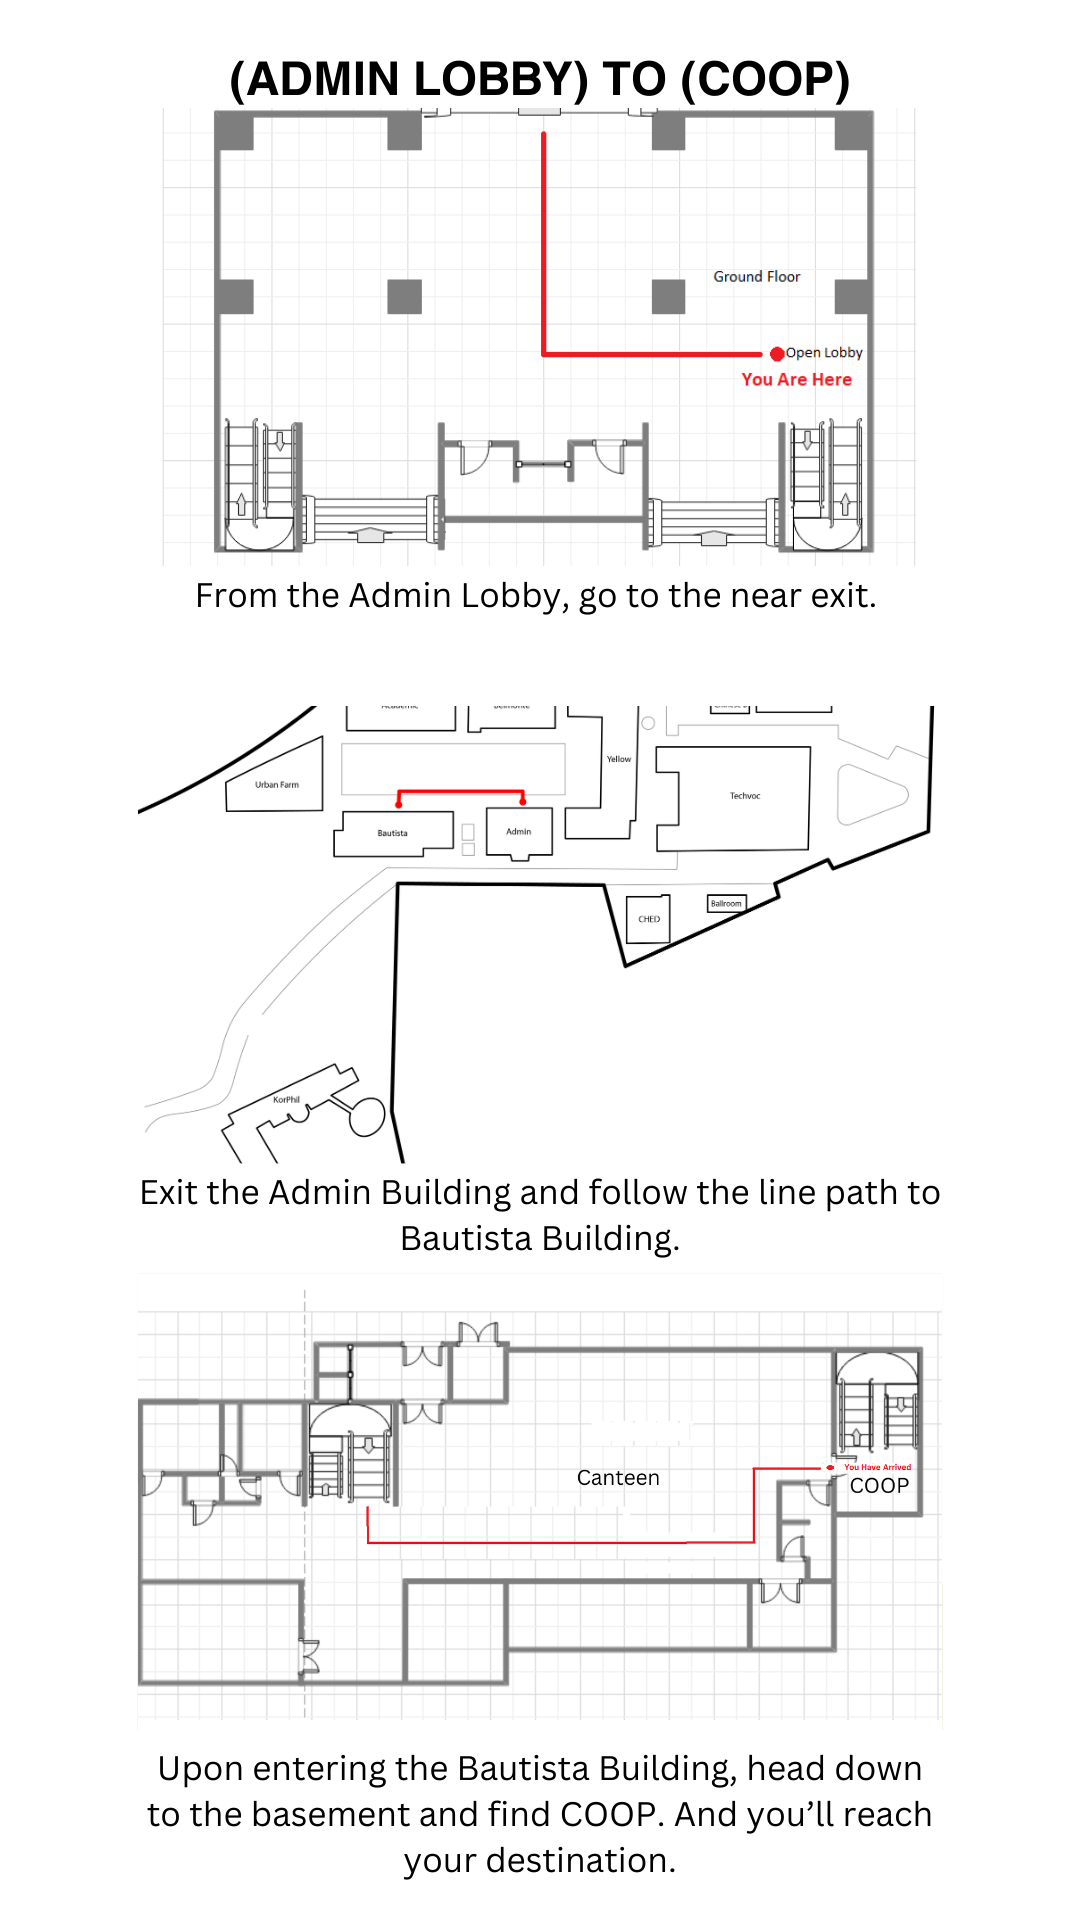 (ADMIN LOBBY) TO (COOP)
Ground Floor
Open Lobby
You Are Here
From the Admin Lobby, go to the near exit.
Academic
Belmonte
Yellow
Urban Farm
Techvoc
Bautista
Admin
Ballroom
CHED
KorPhil
Exit the Admin Building and follow the line path to
Bautista Building.
You Have Arrived
Canteen
COOP
Upon entering the Bautista Building, head down
to the basement and find COOP. And you’ll reach
your destination.